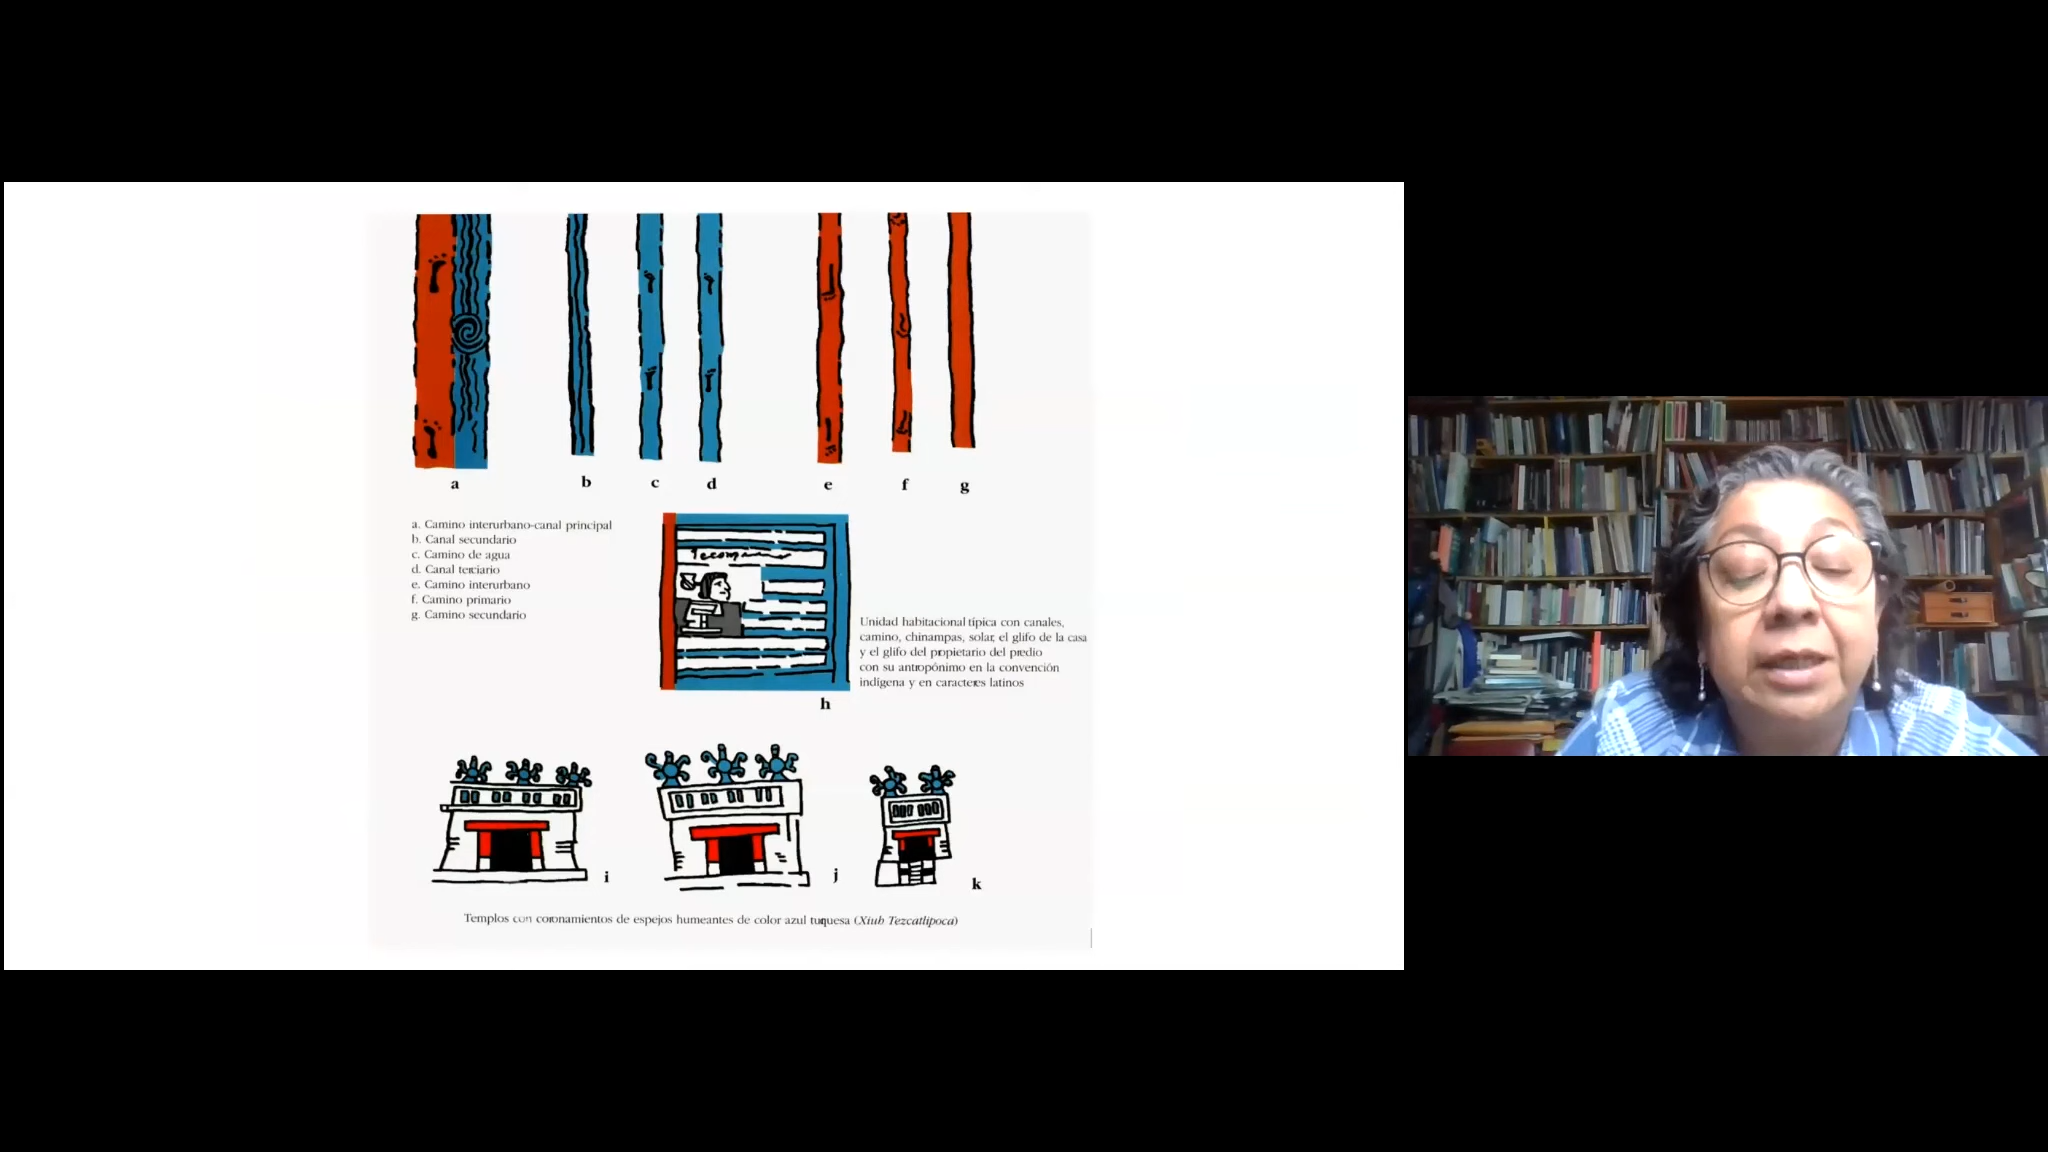 a
b
c
d
e
f
g
a. Camino interurbano-canal principal
b. Canal secundario
c. Camino de agua
d. Canal terciario
e. Camino interurbano
f. Camino primario
g. Camino secundario
Unidad habitacional típica con canales,
camino, chinampas, solar, el glifo de la casa
y el glifo del propietario del predio
con su antropónimo en la convención
indígena y en caracteres latinos
h
i
j
k
Templos con coronamientos de espejos humeantes de color azul turquesa (Xiuh Tezcatlipoca)